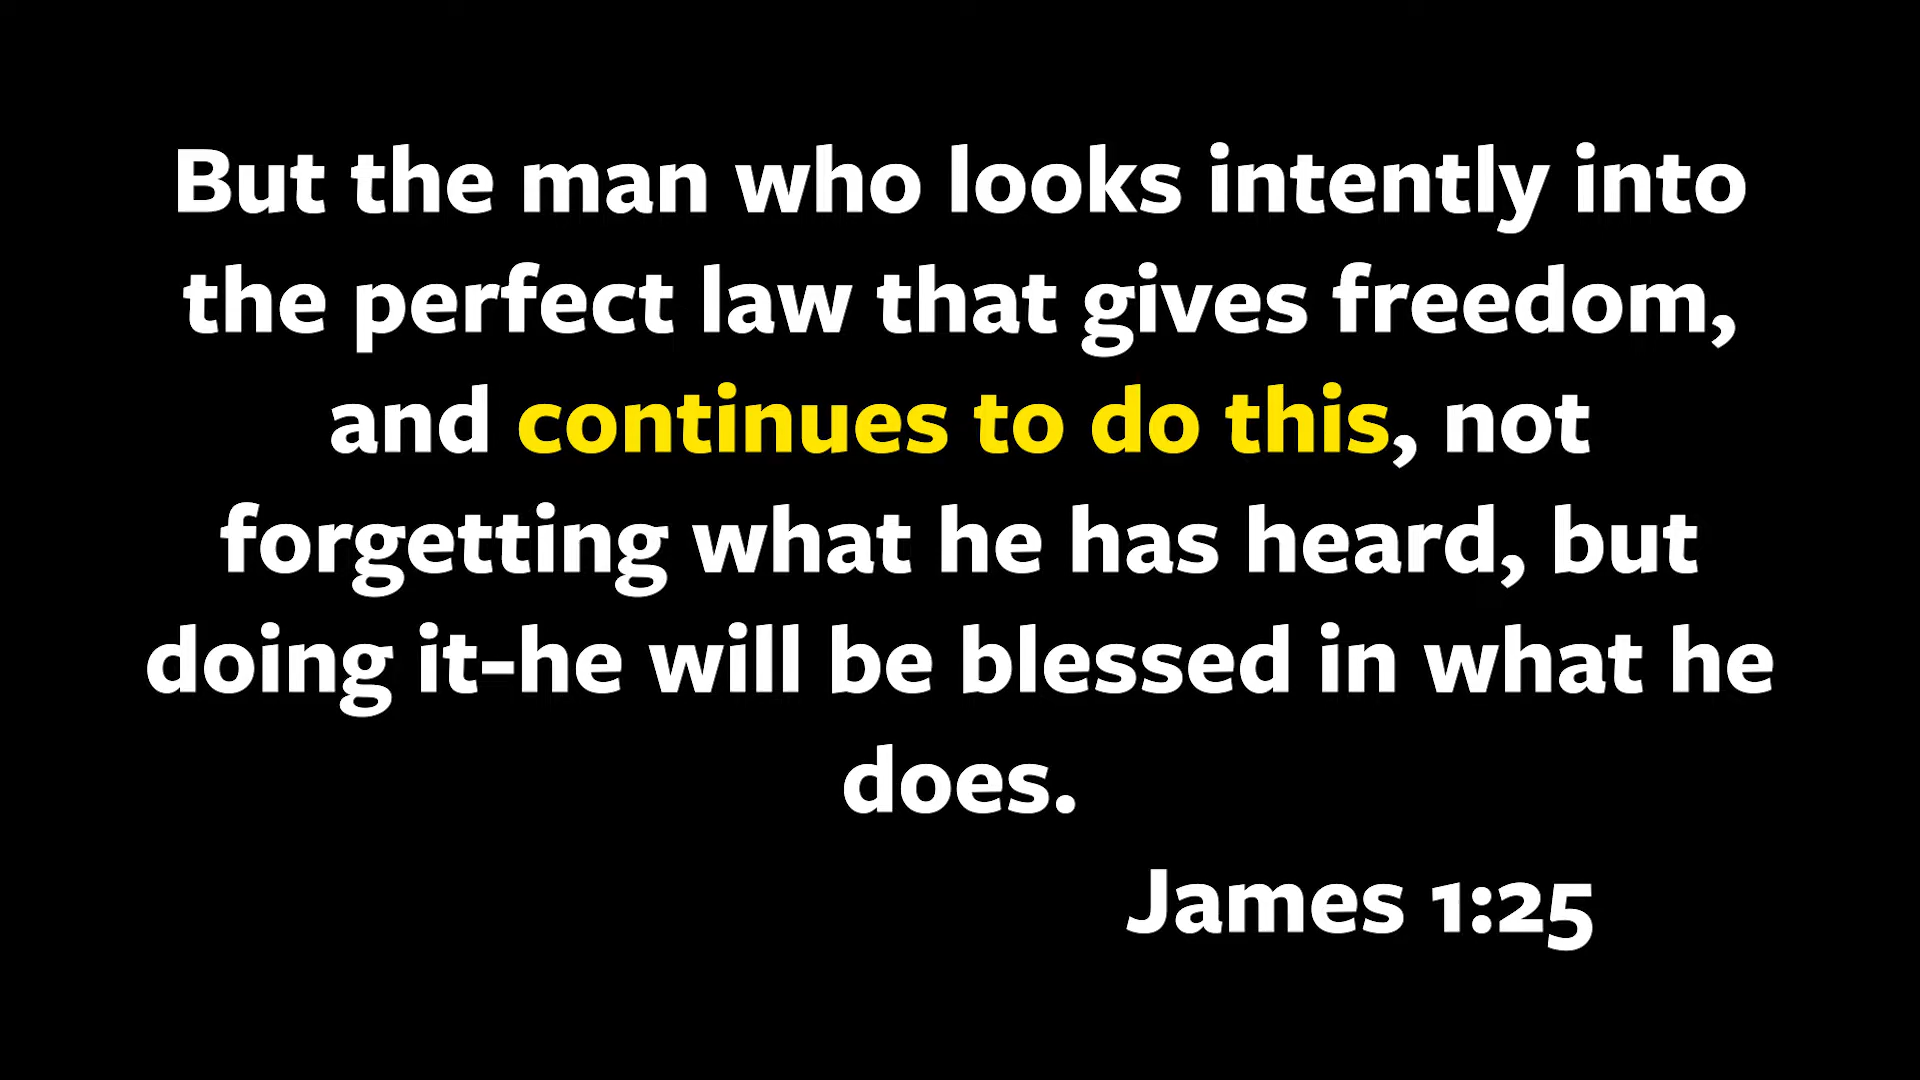 But the man who looks intently into
the perfect law that gives freedom,
and continues to do this, not
forgetting what he has heard, but
doing it-he will be blessed in what he
does.
James 1:25